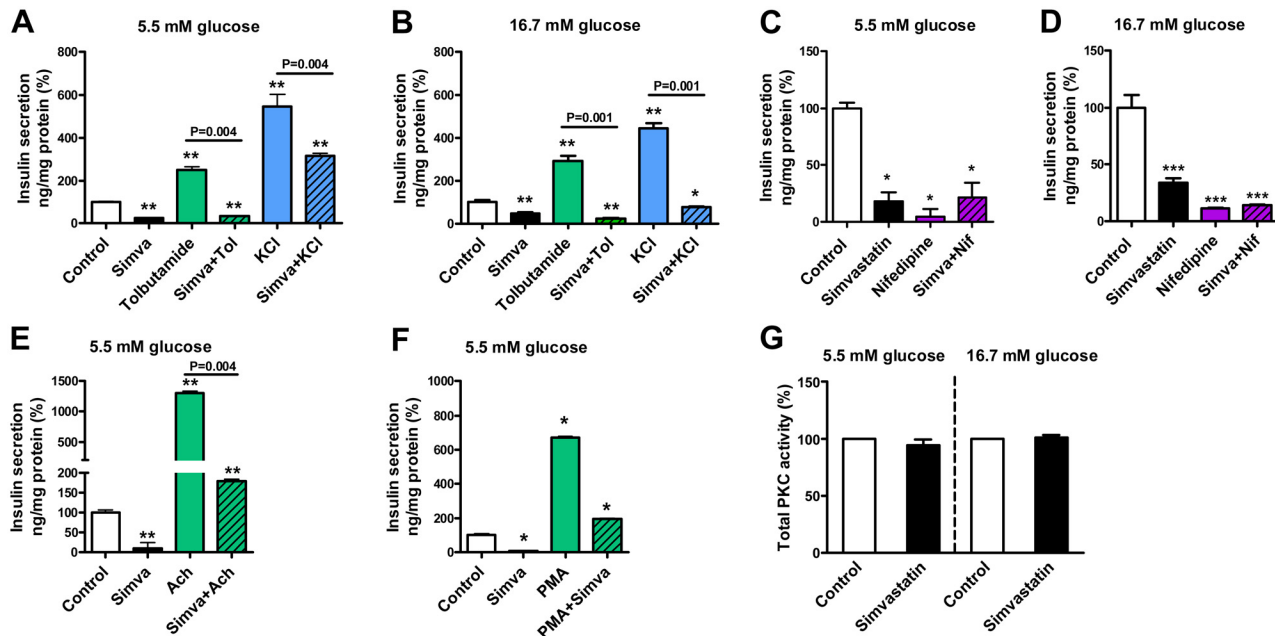 A
5.5 mM glucose
Insulin secretion
ng/mg protein (%)
800
600
400
200
0
**
**
**
P=0.004
**
**
P=0.004
Control
Simva
Tolbutamide
Simva+Tol
KCl
Simva+KCl
B
16.7 mM glucose
Insulin secretion
ng/mg protein (%)
800
600
400
200
0
**
**
P=0.001
**
**
P=0.001
*
Control
Simva
Tolbutamide
Simva+Tol
KCl
Simva+KCl
C
5.5 mM glucose
Insulin secretion
ng/mg protein (%)
150
100
50
0
*
*
*
Control
Simvastatin
Nifedipine
Simva+Nif
D
16.7 mM glucose
Insulin secretion
ng/mg protein (%)
150
100
50
0
***
***
***
Control
Simvastatin
Nifedipine
Simva+Nif
E
5.5 mM glucose
P=0.004
Insulin secretion
ng/mg protein (%)
1500
1000
500
200
150
100
50
0
**
**
**
Control
Simva
Ach
Simva+Ach
F
5.5 mM glucose
Insulin secretion
ng/mg protein (%)
1000
800
600
400
200
0
*
*
*
Control
Simva
PMA
PMA+Simva
G
5.5 mM glucose
16.7 mM glucose
Total PKC activity (%)
150
100
50
0
Control
Simvastatin
Control
Simvastatin